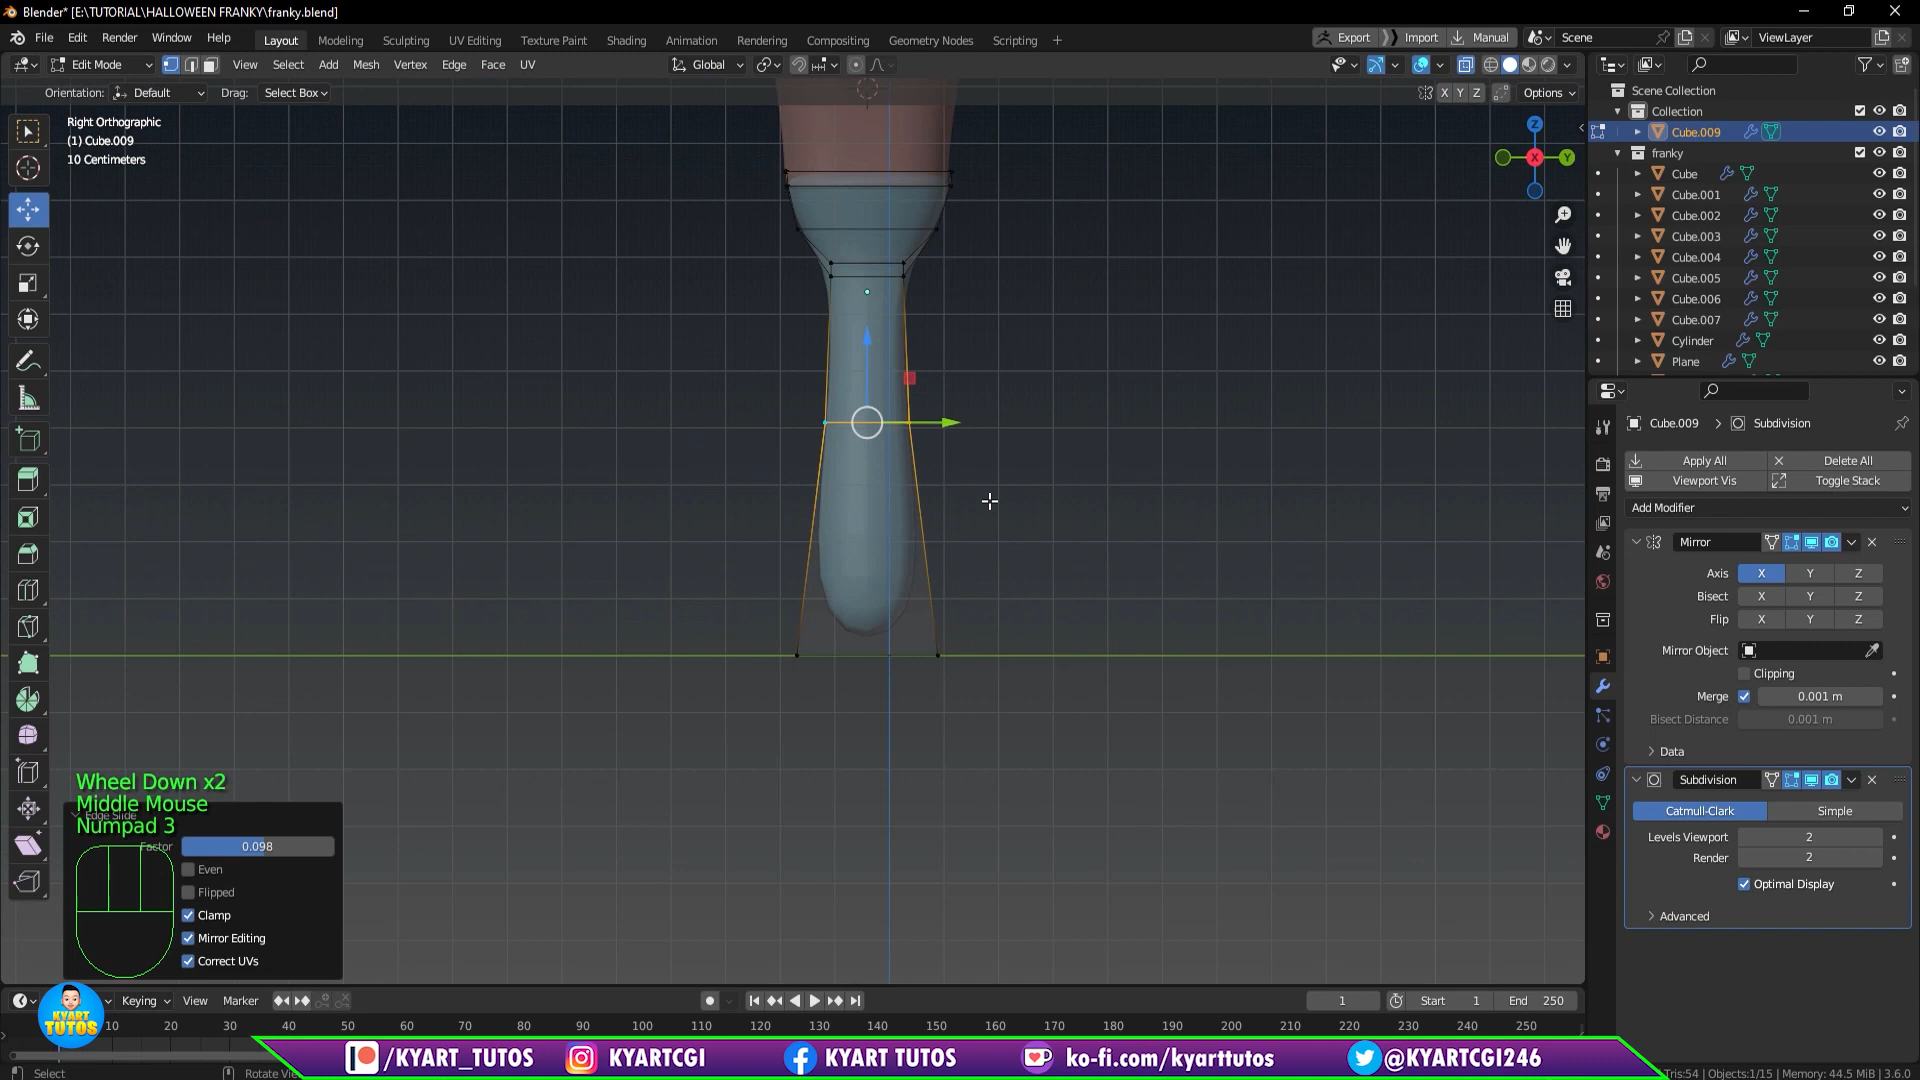 Blender* [E:\TUTORIAL\HALLOWEEN FRANKY\franky.blend]
File Edit Render Window Help Layout Modeling Sculpting UV Editing Texture Paint Shading Animation Rendering Compositing Geometry Nodes Scripting + Export Import Manual Scene ViewLayer
Edit Mode View Select Add Mesh Vertex Edge Face UV Global
Orientation: Default Drag: Select Box X Y Z Options
Right Orthographic
(1) Cube.009
10 Centimeters
Z
X
Y
Scene Collection
Collection
Cube.009
franky
Cube
Cube.001
Cube.002
Cube.003
Cube.004
Cube.005
Cube.006
Cube.007
Cylinder
Plane
Cube.009 > Subdivision
Apply All Delete All
Viewport Vis Toggle Stack
Add Modifier
Mirror
Axis X Y Z
Bisect X Y Z
Flip X Y Z
Mirror Object
Clipping
Merge 0.001 m
Bisect Distance 0.001 m
Data
Subdivision
Catmull-Clark Simple
Levels Viewport 2
Render 2
Optimal Display
Advanced
Wheel Down x2
Middle Mouse
Edge Slide
Numpad 3
Factor 0.098
Even
Flipped
Clamp
Mirror Editing
Correct UVs
Keying View Marker 1 Start 1 End 250
10 20 30 40 50 60 70 80 90 100 110 120 130 140 150 160 170 180 190 200 210 220 230 240 250
KYART
TUTOS
/KYART_TUTOS KYARTCGI KYART TUTOS ko-fi.com/kyarttutos @KYARTCGI246
Select Rotate Vie Tris:54 | Objects:1/15 | Memory: 44.5 MiB | 3.6.0